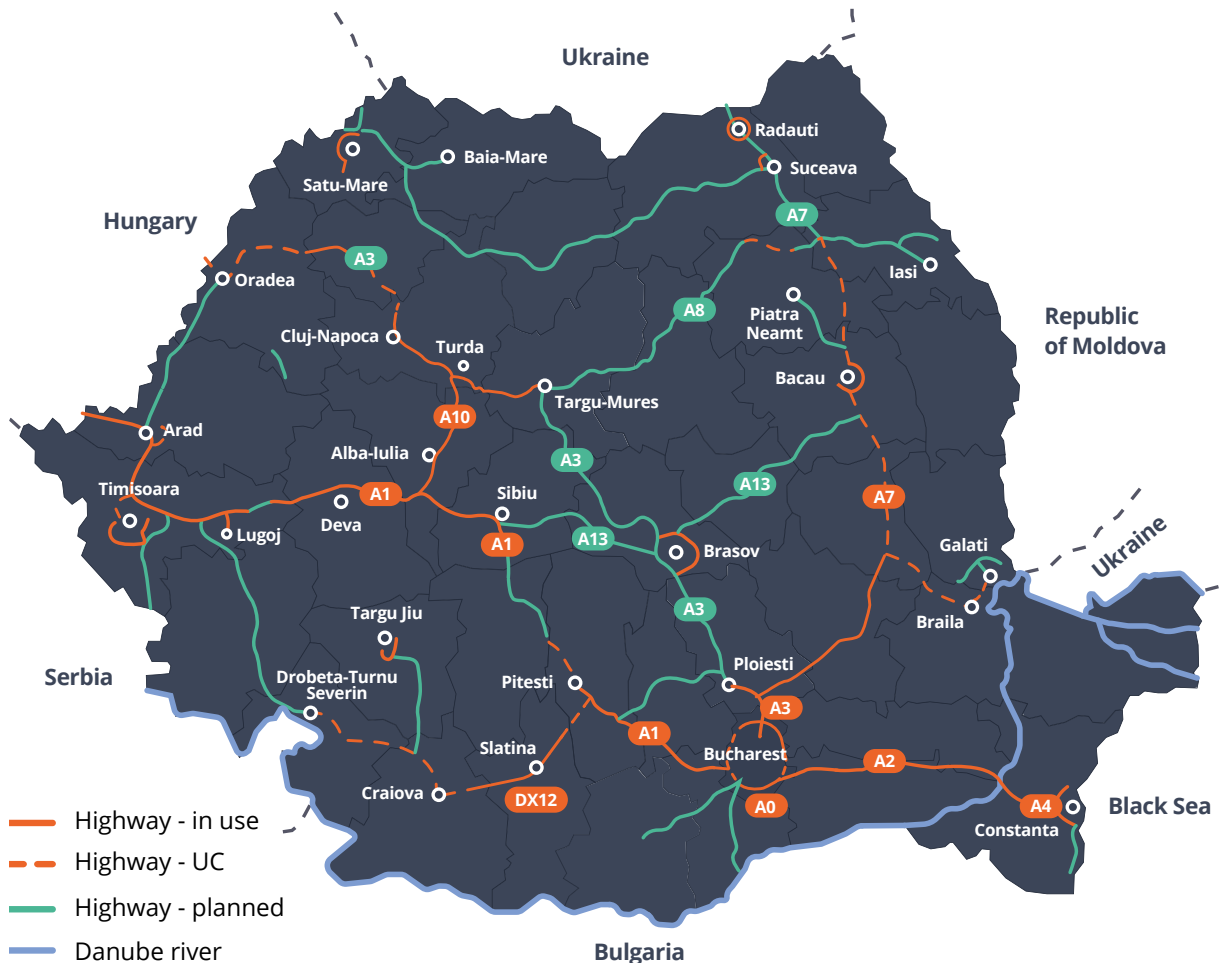 Ukraine
Radauti
Baia-Mare
Suceava
Satu-Mare
Hungary
A7
A3
Iasi
Oradea
A8
Piatra
Neamt
Republic
of Moldova
Cluj-Napoca
Turda
Bacau
Targu-Mures
A10
Arad
Alba-Iulia
A3
A13
Timisoara
A1
Sibiu
A7
Deva
Lugoj
A1
A13
Brasov
Galati
Ukraine
Targu Jiu
A3
Braila
Serbia
Drobeta-Turnu
Severin
Pitesti
Ploiesti
A3
A1
Slatina
Bucharest
A2
Craiova
DX12
A0
A4
Black Sea
Constanta
Highway - in use
Highway - UC
Highway - planned
Danube river
Bulgaria